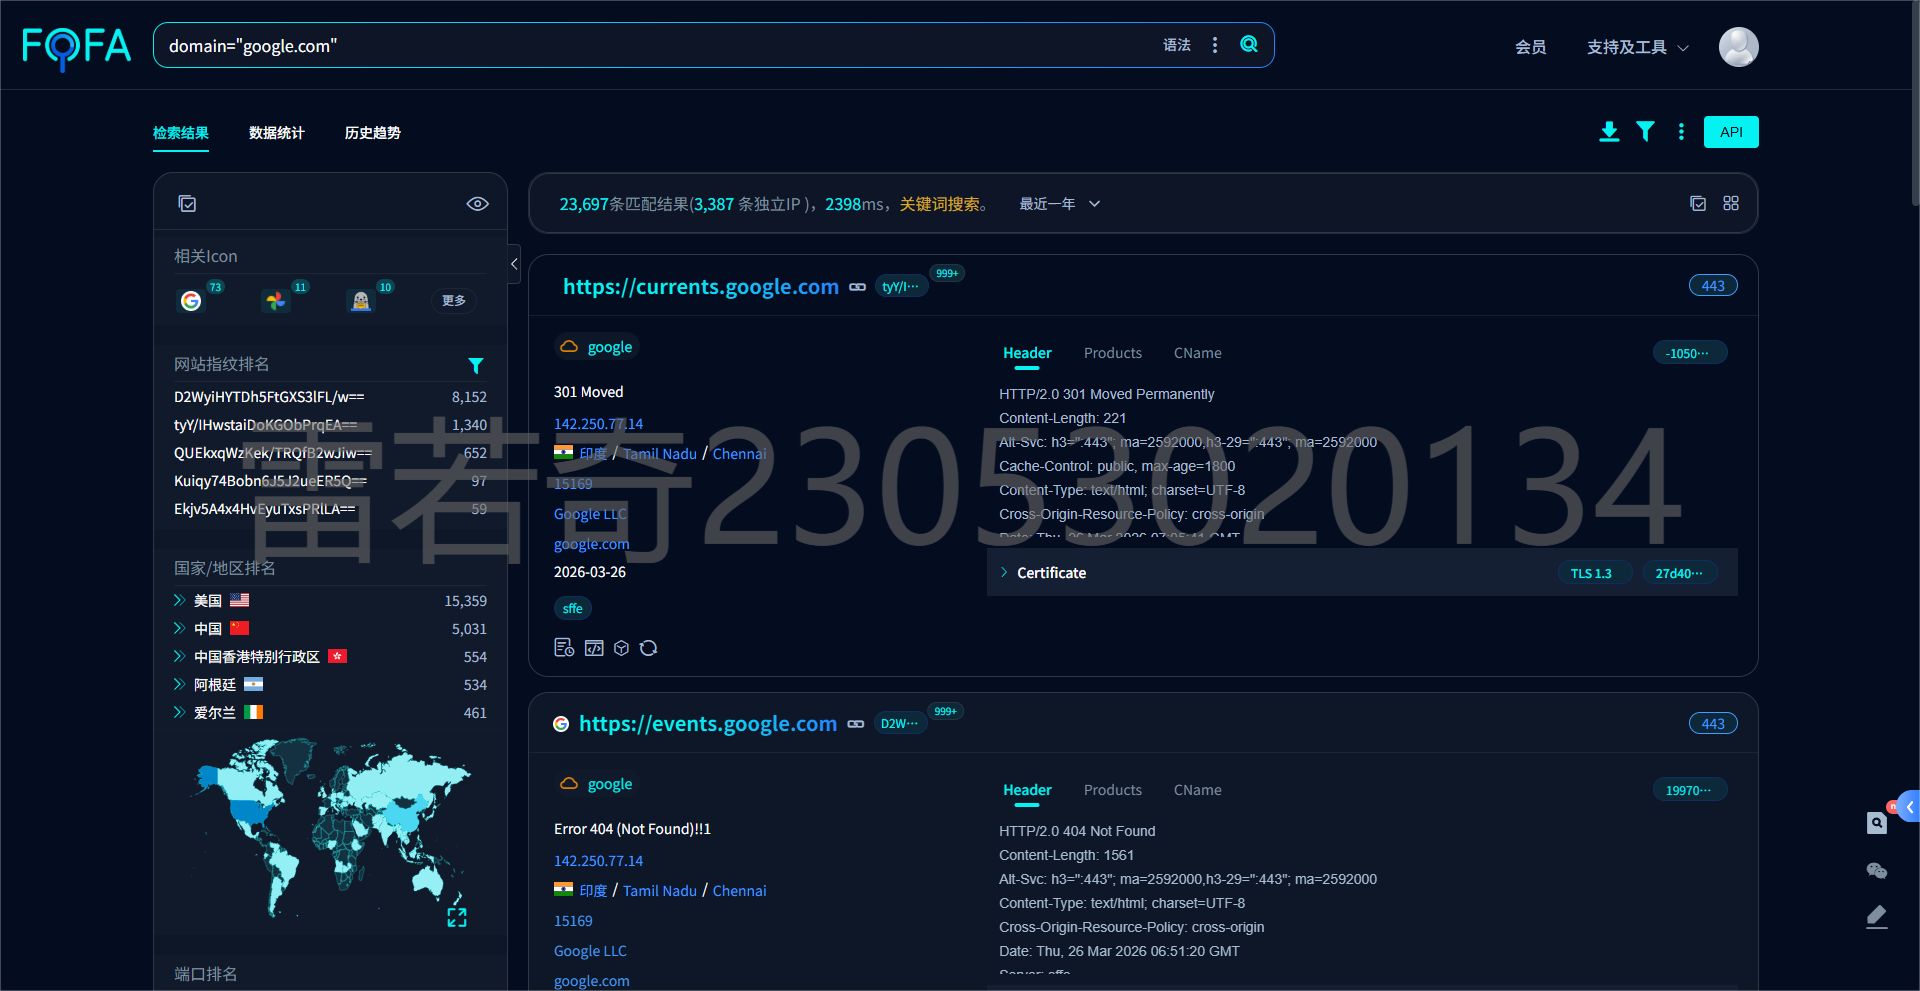 FOFA
domain="google.com"
语法
会员
支持及工具
检索结果
数据统计
历史趋势
API
23,697条匹配结果(3,387 条独立IP ), 2398ms, 关键词搜索。
最近一年
相关Icon
73
11
10
更多
网站指纹排名
D2WyiHYTDh5FtGXS3lFL/w== 8,152
tyY/IHwstaiDoKGObPrqEA== 1,340
QUEkxqWzKek/TRQfB2wJiw== 652
Kuiqy74Bobn6J5J2ueER5Q== 97
Ekjv5A4x4HvEyuTxsPRlLA== 59
国家/地区排名
美国 15,359
中国 5,031
中国香港特别行政区 554
阿根廷 534
爱尔兰 461
端口排名
https://currents.google.com
tyY/I···
999+
443
google
301 Moved
142.250.77.14
印度 / Tamil Nadu / Chennai
15169
Google LLC
google.com
2026-03-26
sffe
Header
Products
CName
-1050···
HTTP/2.0 301 Moved Permanently
Content-Length: 221
Alt-Svc: h3=":443"; ma=2592000,h3-29=":443"; ma=2592000
Cache-Control: public, max-age=1800
Content-Type: text/html; charset=UTF-8
Cross-Origin-Resource-Policy: cross-origin
Date: Thu, 26 Mar 2026 07:05:41 GMT
Certificate
TLS 1.3
27d40···
雷若奇23053020134
https://events.google.com
D2W···
999+
443
google
Error 404 (Not Found)!!1
142.250.77.14
印度 / Tamil Nadu / Chennai
15169
Google LLC
google.com
Header
Products
CName
19970···
HTTP/2.0 404 Not Found
Content-Length: 1561
Alt-Svc: h3=":443"; ma=2592000,h3-29=":443"; ma=2592000
Content-Type: text/html; charset=UTF-8
Cross-Origin-Resource-Policy: cross-origin
Date: Thu, 26 Mar 2026 06:51:20 GMT
Server: sffe